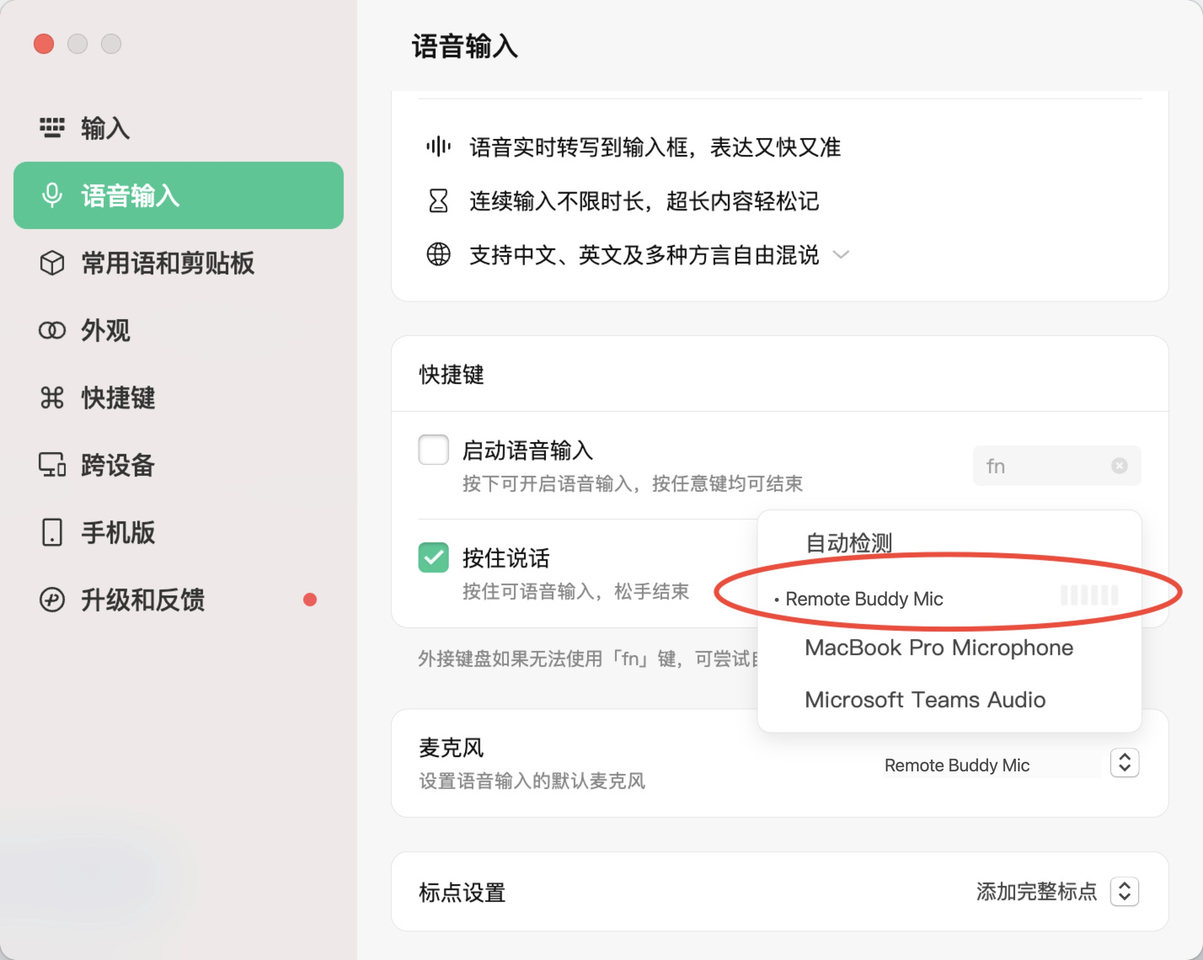 语音输入
输入
语音输入
常用语和剪贴板
外观
快捷键
跨设备
手机版
升级和反馈
语音实时转写到输入框，表达又快又准
连续输入不限时长，超长内容轻松记
支持中文、英文及多种方言自由混说
快捷键
启动语音输入
fn
按下可开启语音输入，按任意键均可结束
按住说话
按住可语音输入，松手结束
自动检测
• Remote Buddy Mic
MacBook Pro Microphone
Microsoft Teams Audio
外接键盘如果无法使用「fn」键，可尝试
麦克风
设置语音输入的默认麦克风
Remote Buddy Mic
标点设置
添加完整标点